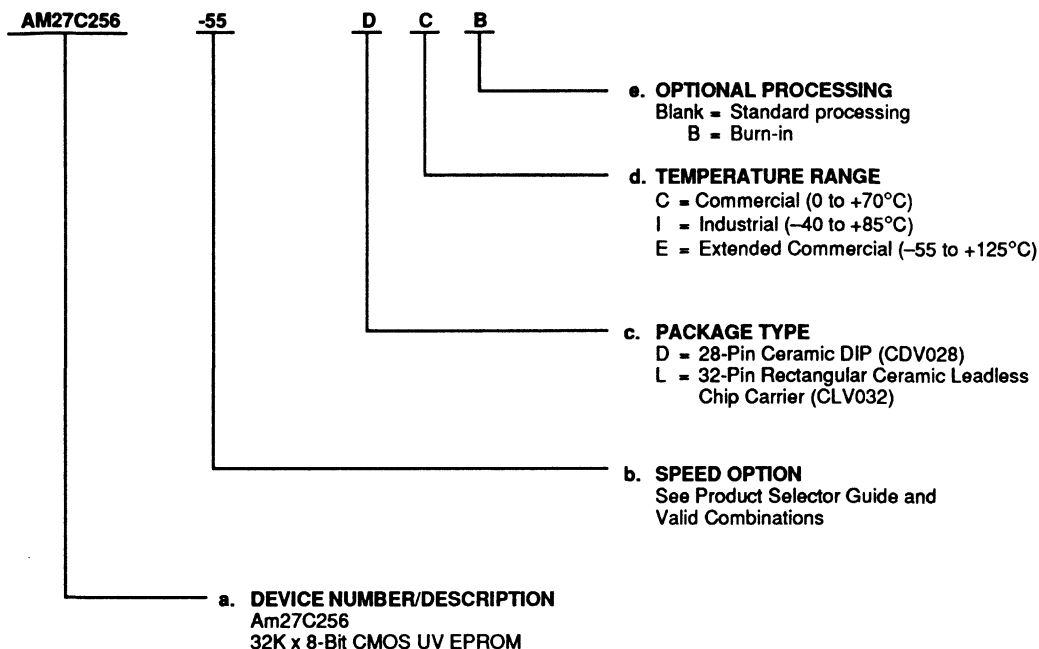 AM27C256 -55 D C B
e. OPTIONAL PROCESSING
Blank = Standard processing
B = Burn-in
d. TEMPERATURE RANGE
C = Commercial (0 to +70°C)
I = Industrial (–40 to +85°C)
E = Extended Commercial (–55 to +125°C)
c. PACKAGE TYPE
D = 28-Pin Ceramic DIP (CDV028)
L = 32-Pin Rectangular Ceramic Leadless
Chip Carrier (CLV032)
b. SPEED OPTION
See Product Selector Guide and
Valid Combinations
a. DEVICE NUMBER/DESCRIPTION
Am27C256
32K x 8-Bit CMOS UV EPROM